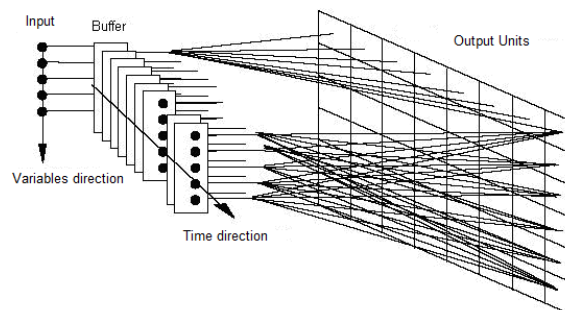 Input
Buffer
Output Units
Variables direction
Time direction